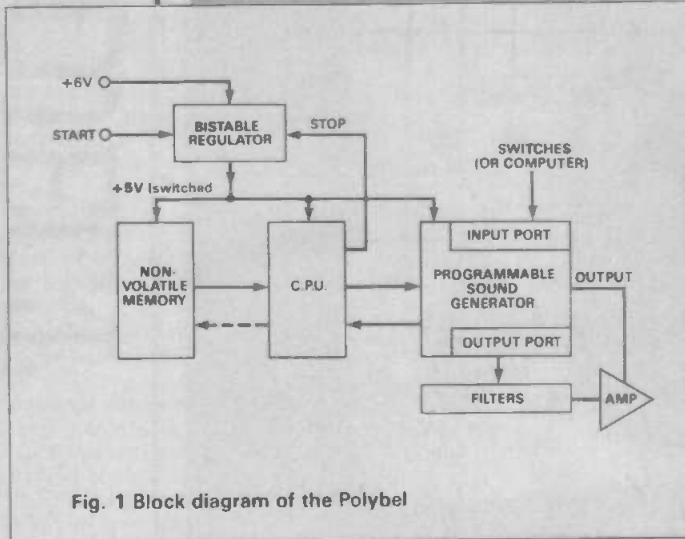 +6V
START
BISTABLE
REGULATOR
STOP
SWITCHES
(OR COMPUTER)
+5V (switched
INPUT PORT
NON-
VOLATILE
MEMORY
C.P.U.
PROGRAMMABLE
SOUND
GENERATOR
OUTPUT
OUTPUT PORT
FILTERS
AMP
Fig. 1 Block diagram of the Polybel